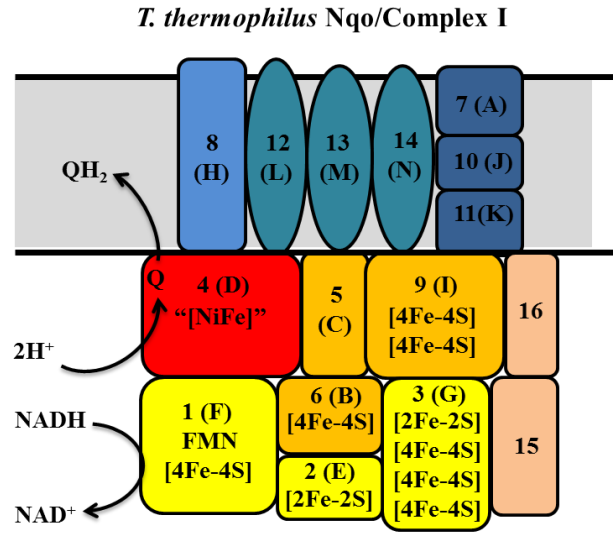 T. thermophilus Nqo/Complex I
8
(H)
12
(L)
13
(M)
14
(N)
7 (A)
10 (J)
11(K)
QH₂
Q
4 (D)
“[NiFe]”
5
(C)
9 (I)
[4Fe-4S]
[4Fe-4S]
16
2H⁺
NADH
NAD⁺
1 (F)
FMN
[4Fe-4S]
6 (B)
[4Fe-4S]
2 (E)
[2Fe-2S]
3 (G)
[2Fe-2S]
[4Fe-4S]
[4Fe-4S]
[4Fe-4S]
15